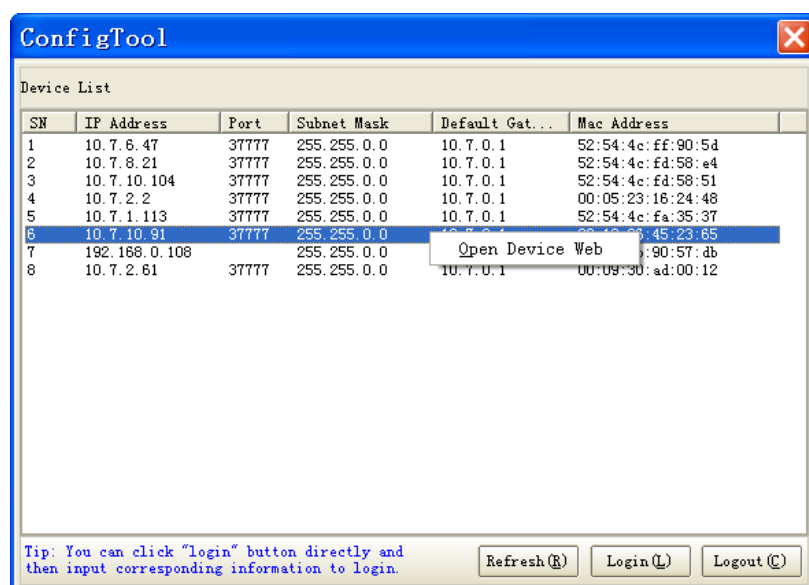 ConfigTool
Device List
SN IP Address Port Subnet Mask Default Gat... Mac Address
1 10.7.6.47 37777 255.255.0.0 10.7.0.1 52:54:4c:ff:90:5d
2 10.7.8.21 37777 255.255.0.0 10.7.0.1 52:54:4c:fd:58:e4
3 10.7.10.104 37777 255.255.0.0 10.7.0.1 52:54:4c:fd:58:51
4 10.7.2.2 37777 255.255.0.0 10.7.0.1 00:05:23:16:24:48
5 10.7.1.113 37777 255.255.0.0 10.7.0.1 52:54:4c:fa:35:37
6 10.7.10.91 37777 255.255.0.0 :45:23:65
7 192.168.0.108 255.255.0.0 Open Device Web :90:57:db
8 10.7.2.61 37777 255.255.0.0 10.7.0.1 00:09:30:ad:00:12
Tip: You can click "login" button directly and
then input corresponding information to login.
Refresh(R) Login(L) Logout(C)